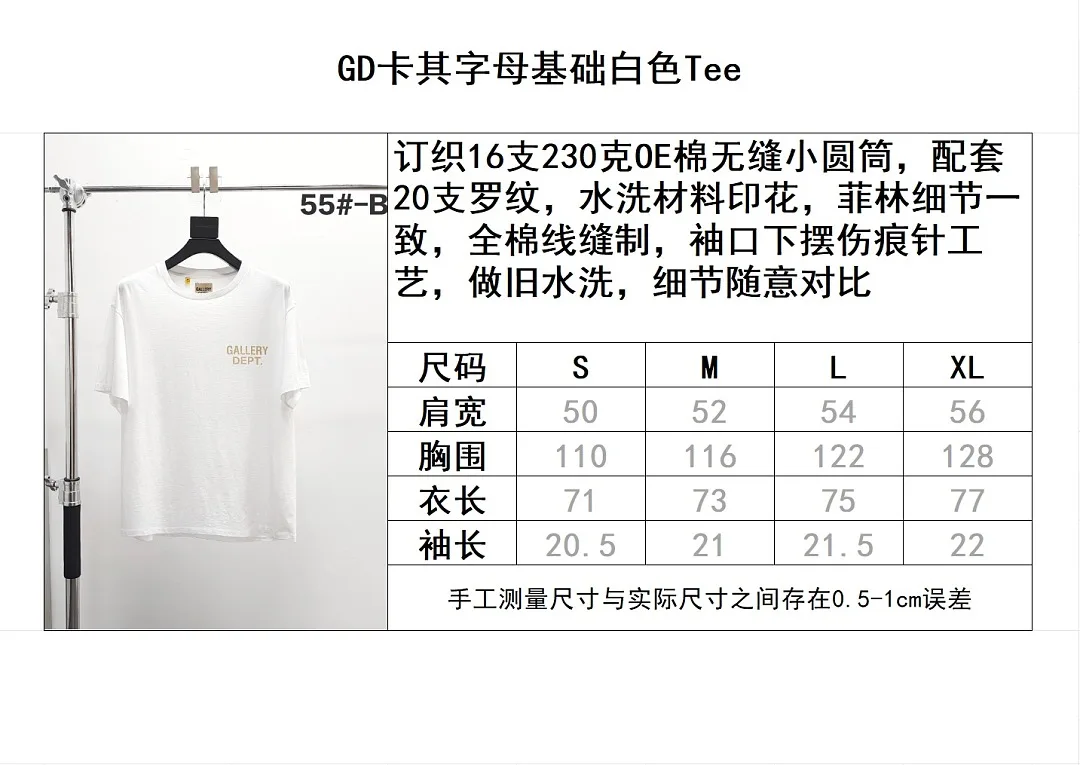 GD卡其字母基础白色Tee
55#-B
GALLERY
GALLERY
DEPT.
订织16支230克OE棉无缝小圆筒，配套
20支罗纹，水洗材料印花，菲林细节一
致，全棉线缝制，袖口下摆伤痕针工
艺，做旧水洗，细节随意对比
尺码 S M L XL
肩宽 50 52 54 56
胸围 110 116 122 128
衣长 71 73 75 77
袖长 20.5 21 21.5 22
手工测量尺寸与实际尺寸之间存在0.5-1cm误差